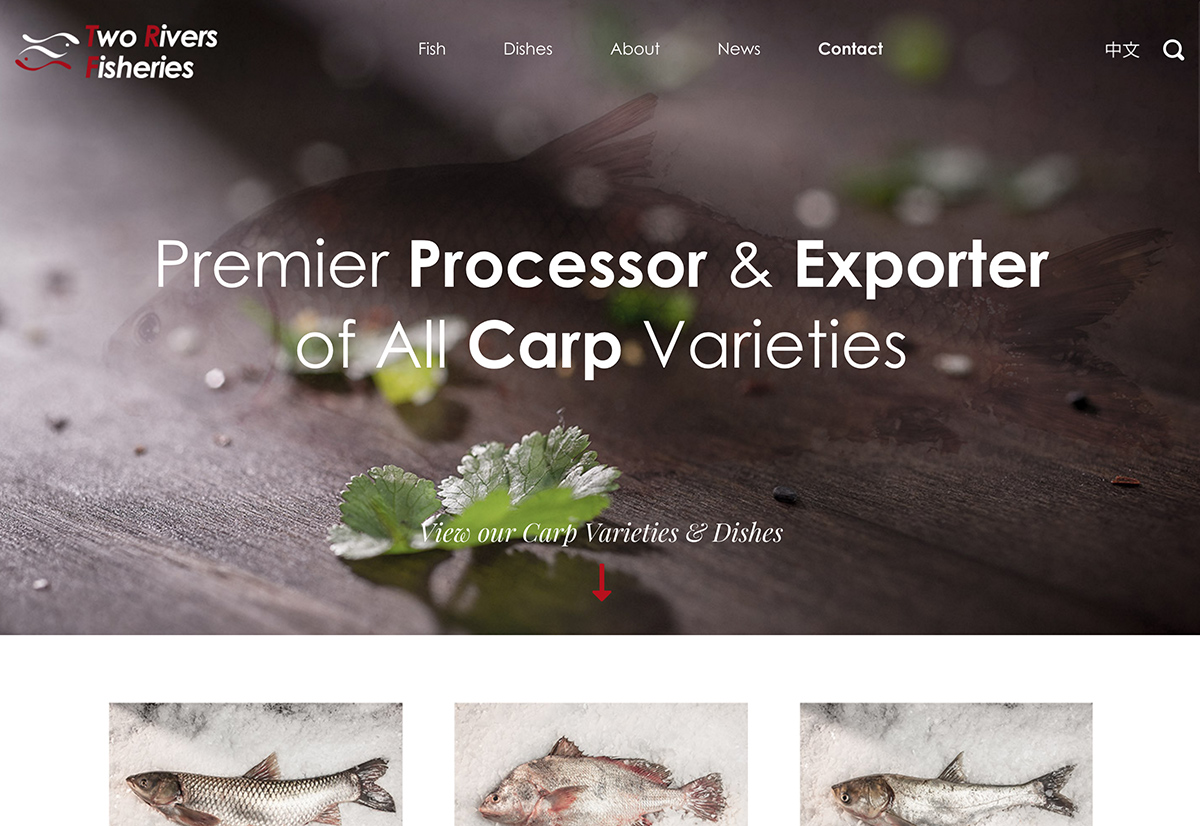 Two Rivers
Fisheries
Fish Dishes About News Contact 中文
Premier Processor & Exporter
of All Carp Varieties
View our Carp Varieties & Dishes